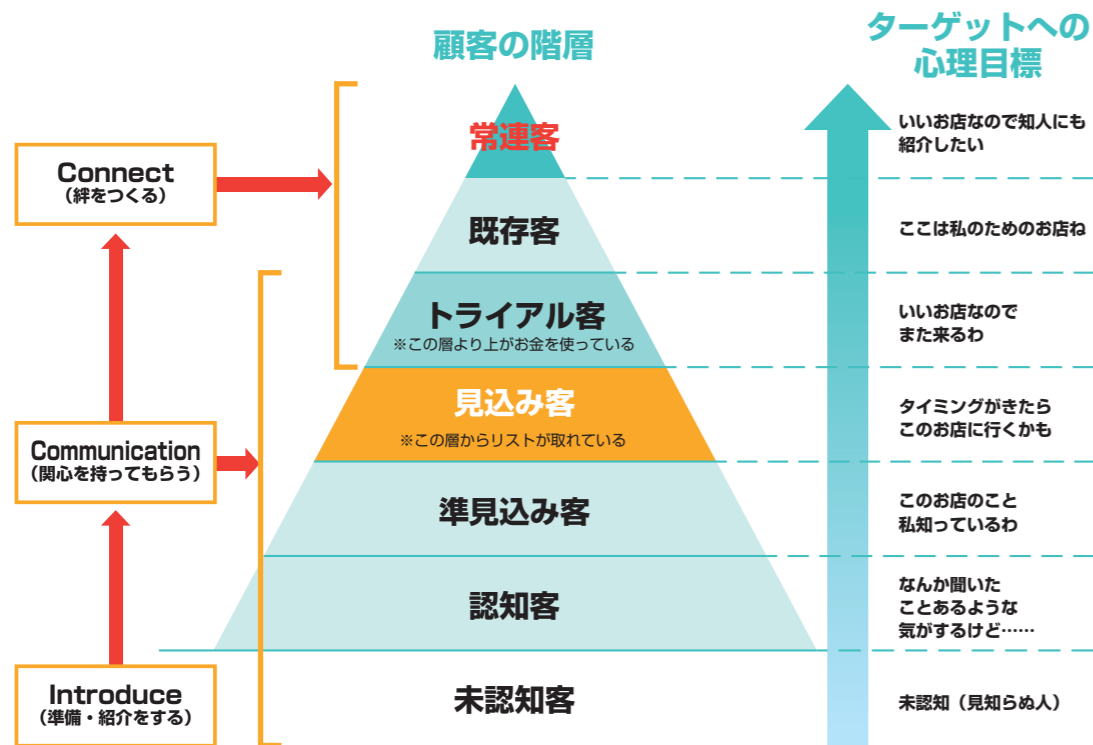 顧客の階層
ターゲットへの
心理目標
Connect
（絆をつくる）
Communication
（関心を持ってもらう）
Introduce
（準備・紹介をする）
常連客
既存客
トライアル客
※この層より上がお金を使っている
見込み客
※この層からリストが取れている
準見込み客
認知客
未認知客
いいお店なので知人にも
紹介したい
ここは私のためのお店ね
いいお店なので
また来るわ
タイミングがきたら
このお店に行くかも
このお店のこと
私知っているわ
なんか聞いた
ことあるような
気がするけど……
未認知（見知らぬ人）